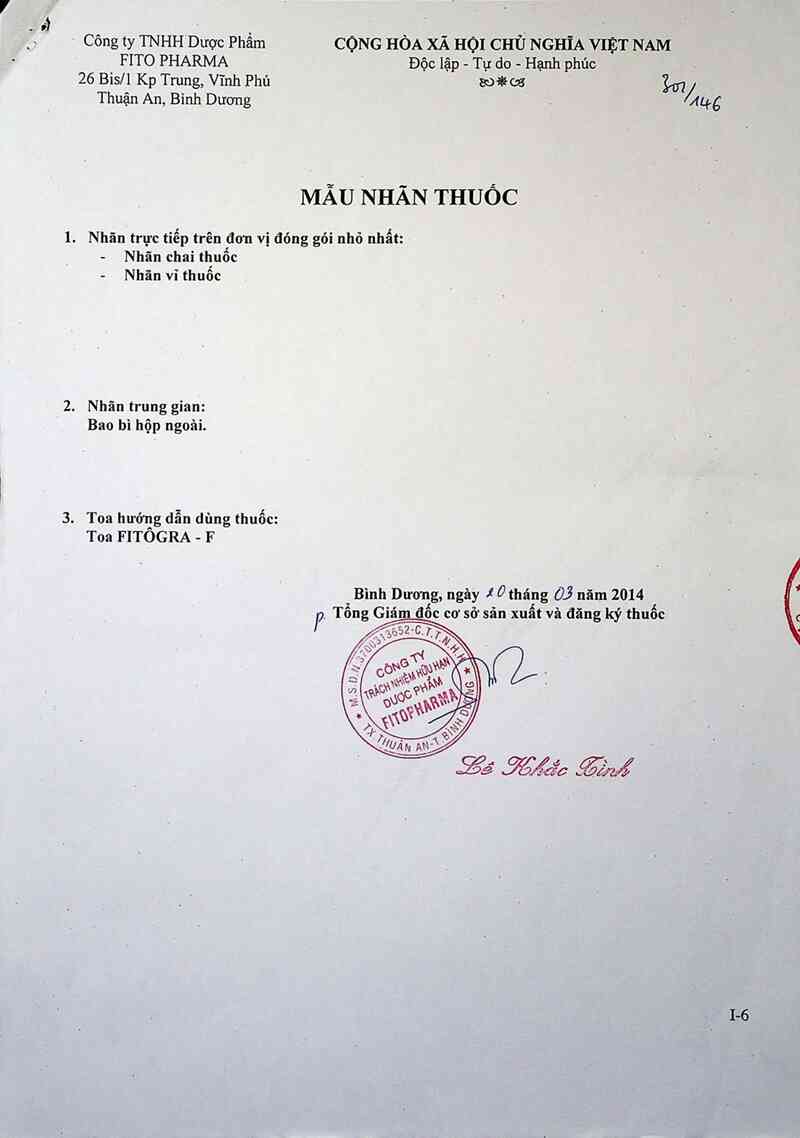 Công ty TNHH Dược Phẩm
FITO PHARMA
26 Bis/1 Kp Trung, Vĩnh Phú
Thuận An, Bình Dương
CỘNG HÒA XÃ HỘI CHỦ NGHĨA VIỆT NAM
Độc lập - Tự do - Hạnh phúc
/146
MẪU NHÃN THUỐC
1. Nhãn trực tiếp trên đơn vị đóng gói nhỏ nhất:
- Nhãn chai thuốc
- Nhãn vỉ thuốc
2. Nhãn trung gian:
Bao bì hộp ngoài.
3. Toa hướng dẫn dùng thuốc:
Toa FITÔGRA - F
Bình Dương, ngày 10 tháng 03 năm 2014
P. Tổng Giám đốc cơ sở sản xuất và đăng ký thuốc
M.S.D.N:3700313652-C.T.T.N.H.H
CÔNG TY
TRÁCH NHIỆM HỮU HẠN
DƯỢC PHẨM
FITOPHARMA
TX THUẬN AN-T.BÌNH DƯƠNG
Lê Khắc Tình
I-6